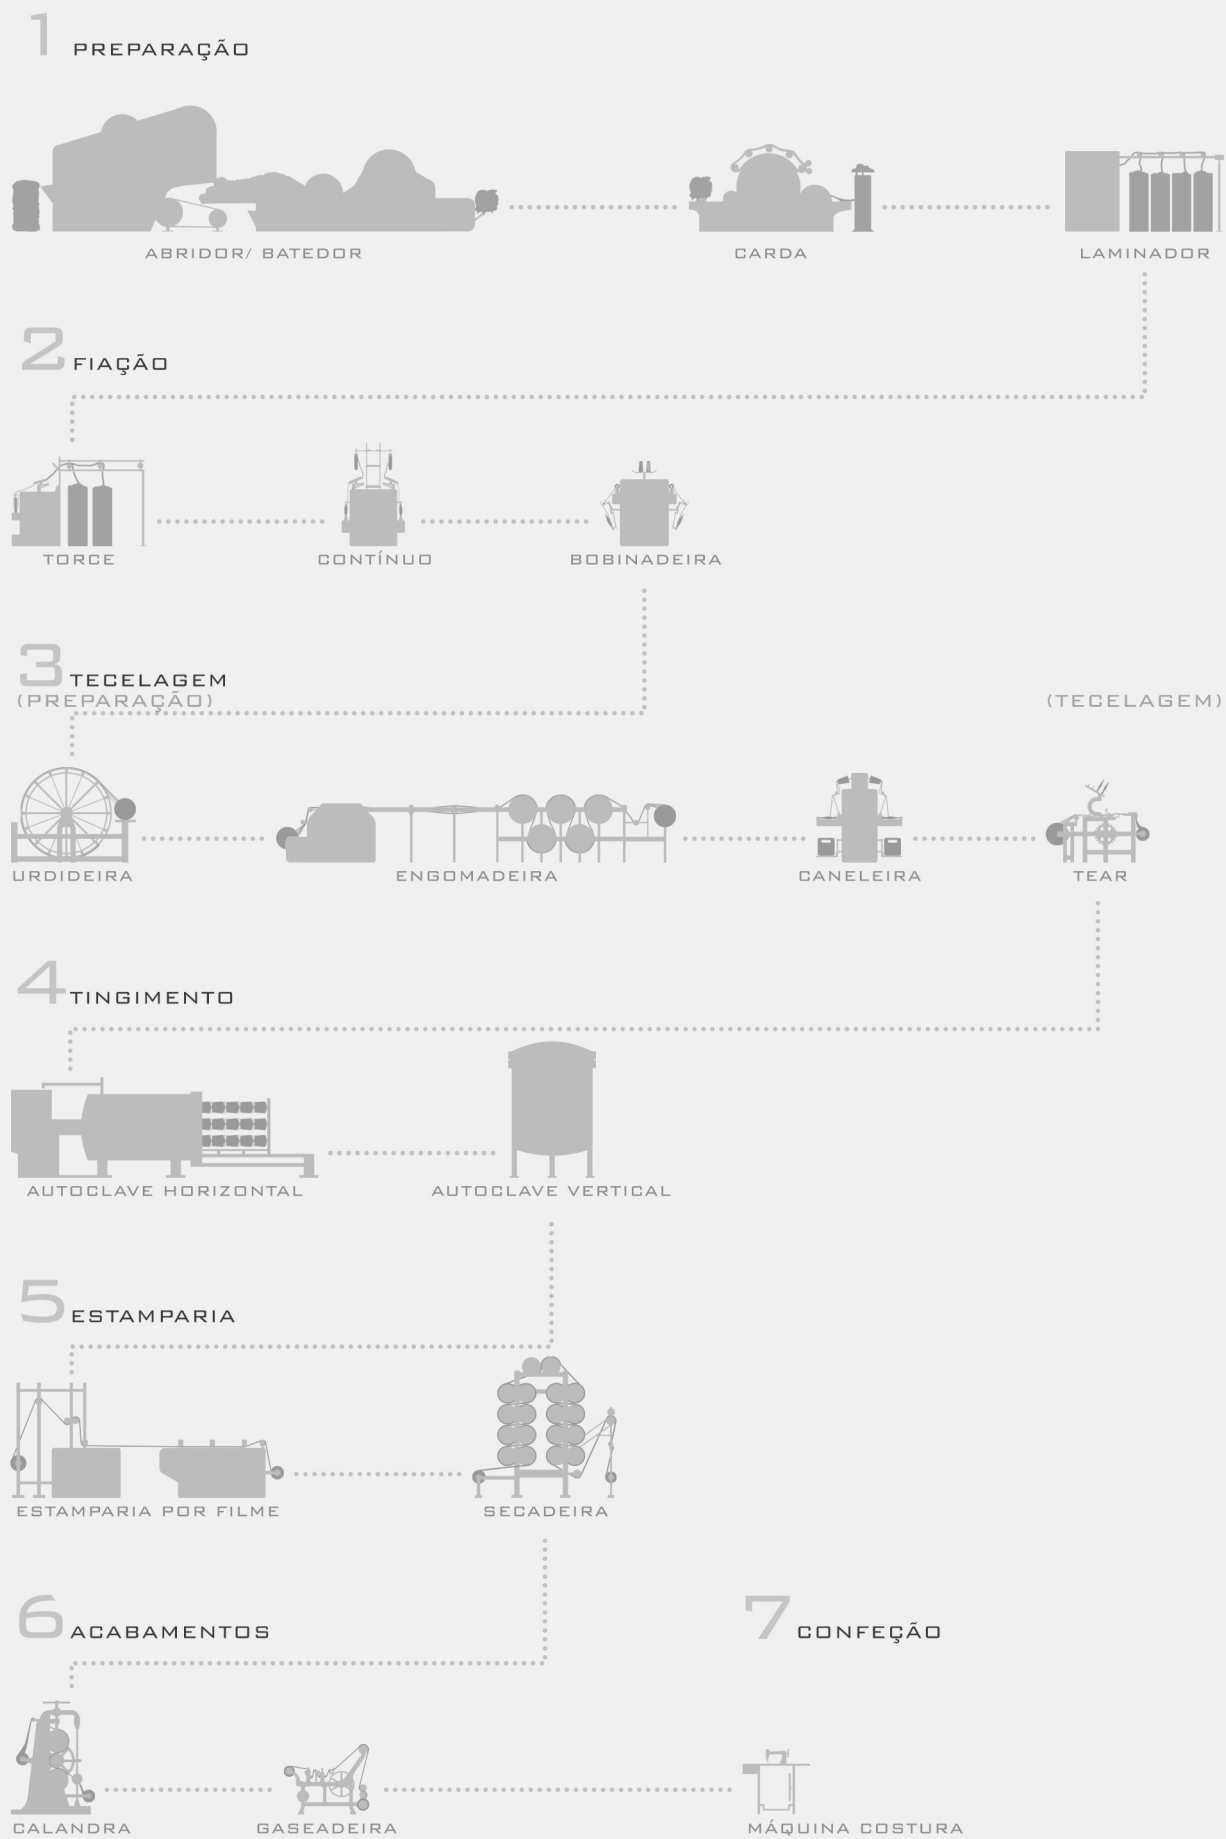 1 PREPARAÇÃO
ABRIDOR/ BATEDOR
CARDA
LAMINADOR
2 FIAÇÃO
TORCE
CONTÍNUO
BOBINADEIRA
3 TECELAGEM
(PREPARAÇÃO)
(TECELAGEM)
URDIDEIRA
ENGOMADEIRA
CANELEIRA
TEAR
4 TINGIMENTO
AUTOCLAVE HORIZONTAL
AUTOCLAVE VERTICAL
5 ESTAMPARIA
ESTAMPARIA POR FILME
SECADEIRA
6 ACABAMENTOS
7 CONFEÇÃO
CALANDRA
GASEADEIRA
MÁQUINA COSTURA